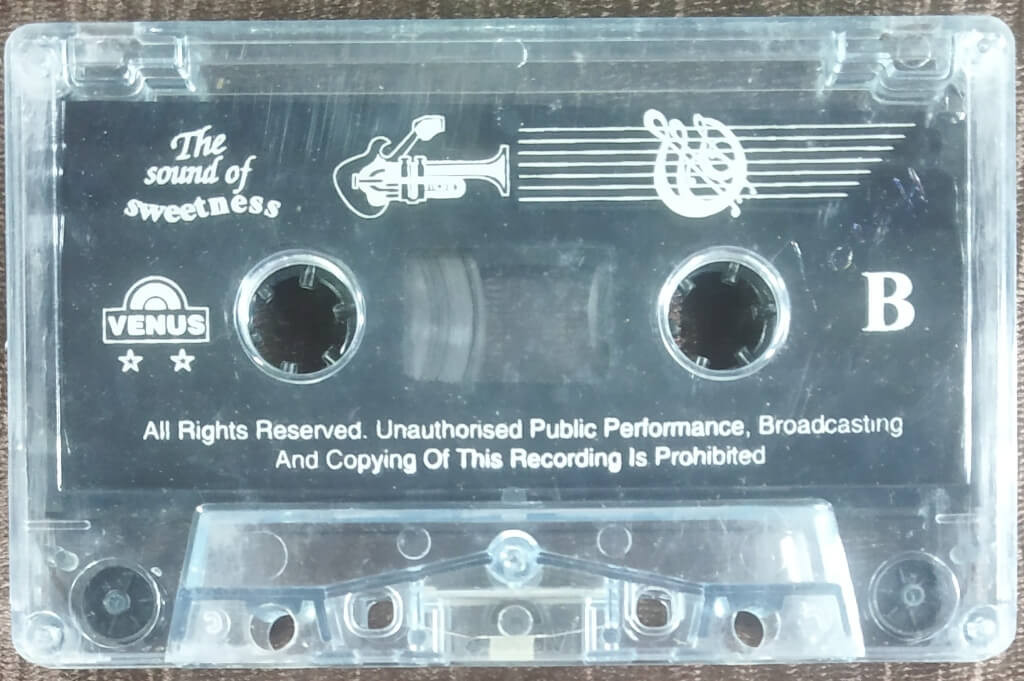 The
sound of
sweetness
VENUS
B
All Rights Reserved. Unauthorised Public Performance, Broadcasting
And Copying Of This Recording Is Prohibited